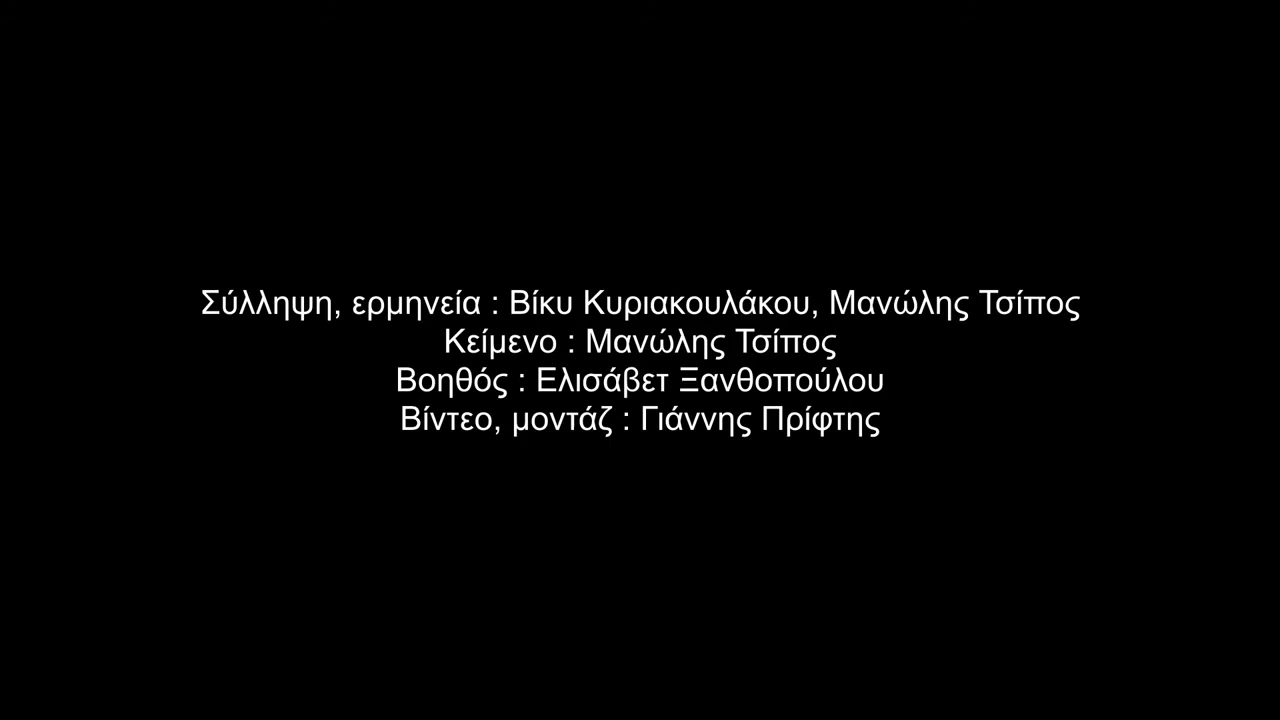 Σύλληψη, ερμηνεία : Βίκυ Κυριακουλάκου, Μανώλης Τσίπος
Κείμενο : Μανώλης Τσίπος
Βοηθός : Ελισάβετ Ξανθοπούλου
Βίντεο, μοντάζ : Γιάννης Πρίφτης